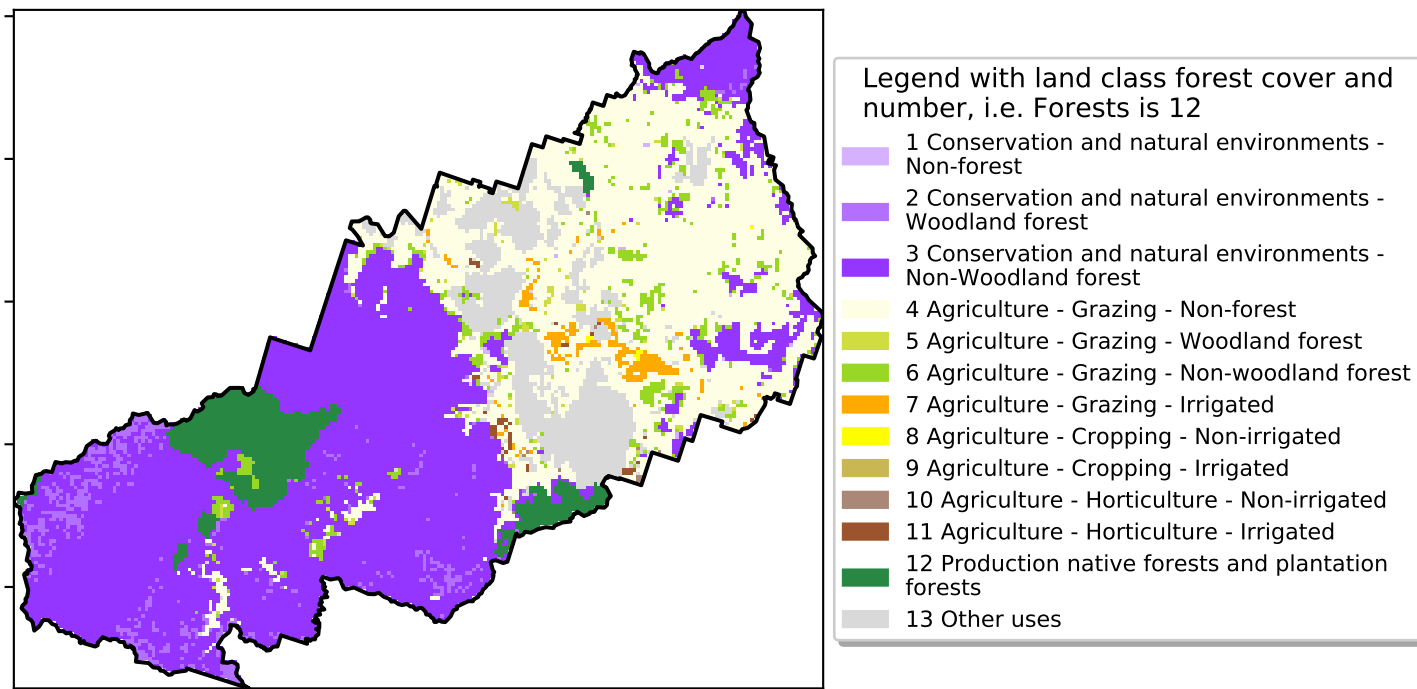 Legend with land class forest cover and
number, i.e. Forests is 12
1 Conservation and natural environments -
Non-forest
2 Conservation and natural environments -
Woodland forest
3 Conservation and natural environments -
Non-Woodland forest
4 Agriculture - Grazing - Non-forest
5 Agriculture - Grazing - Woodland forest
6 Agriculture - Grazing - Non-woodland forest
7 Agriculture - Grazing - Irrigated
8 Agriculture - Cropping - Non-irrigated
9 Agriculture - Cropping - Irrigated
10 Agriculture - Horticulture - Non-irrigated
11 Agriculture - Horticulture - Irrigated
12 Production native forests and plantation
forests
13 Other uses